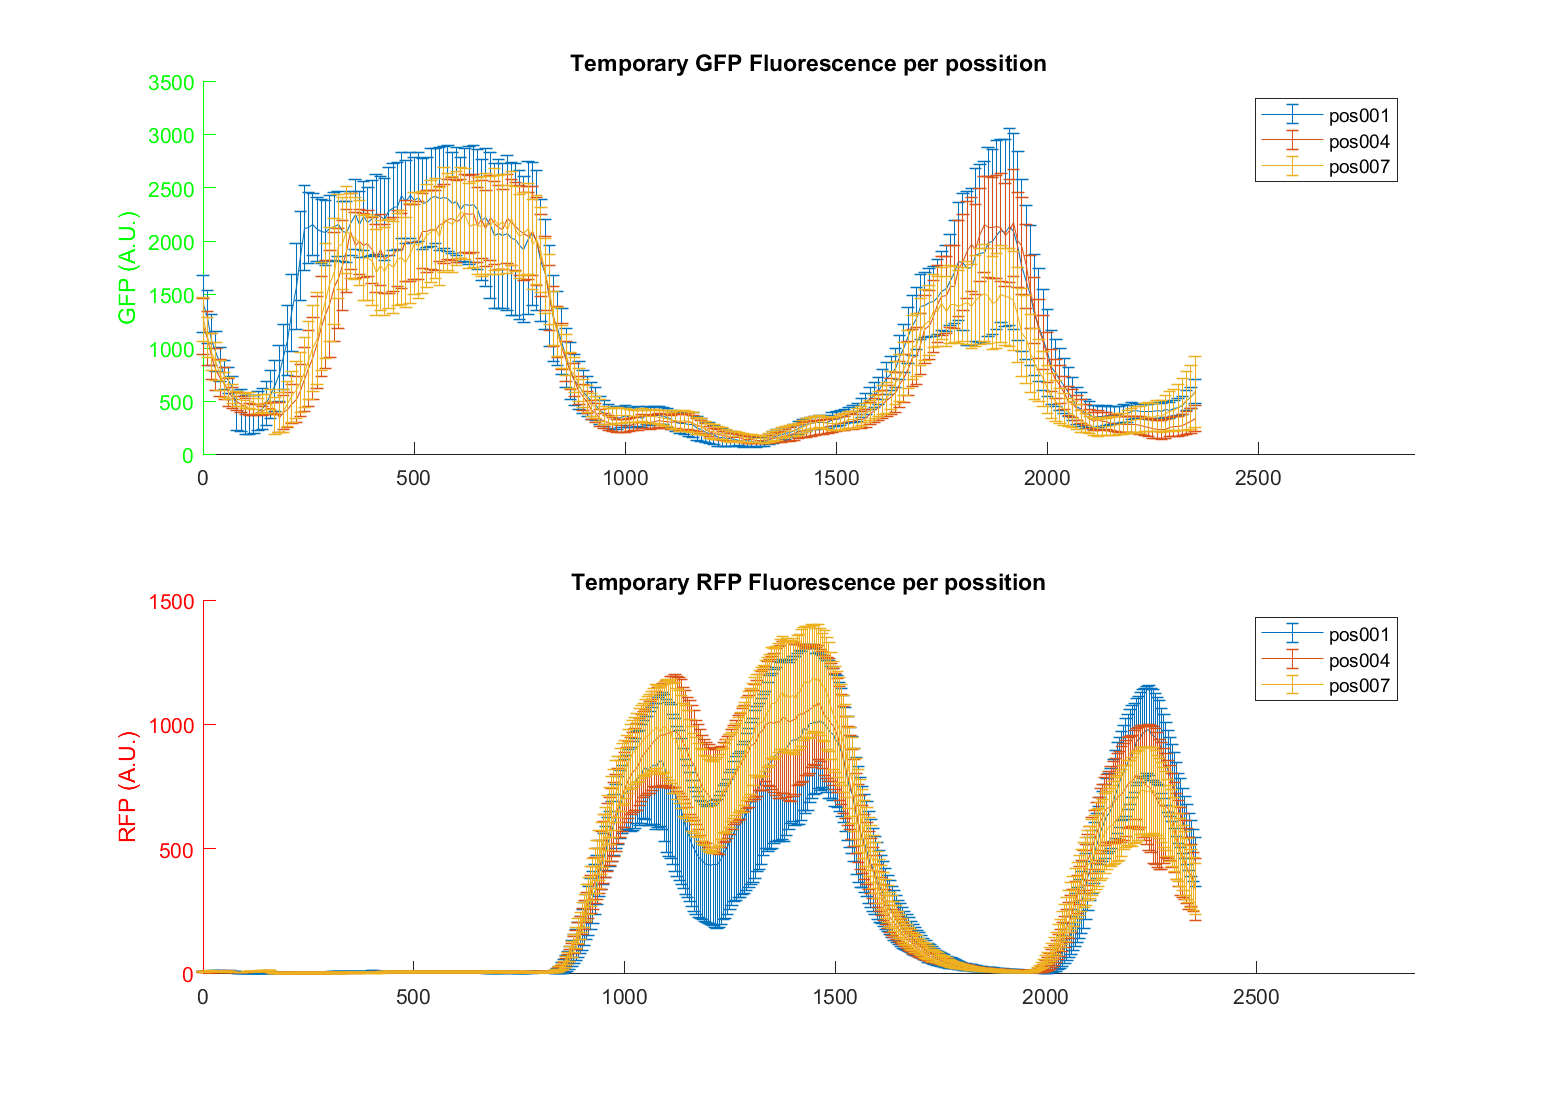 Temporary GFP Fluorescence per possition
3500
3000
2500
2000
1500
1000
500
0
GFP (A.U.)
0 500 1000 1500 2000 2500
pos001
pos004
pos007
Temporary RFP Fluorescence per possition
1500
1000
500
0
RFP (A.U.)
0 500 1000 1500 2000 2500
pos001
pos004
pos007